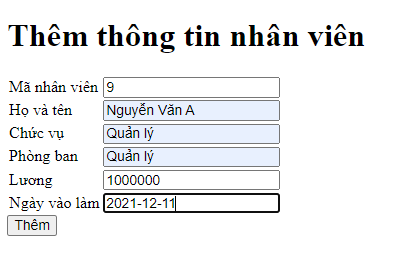 Thêm thông tin nhân viên
Mã nhân viên 9
Họ và tên Nguyễn Văn A
Chức vụ Quản lý
Phòng ban Quản lý
Lương 1000000
Ngày vào làm 2021-12-11
Thêm